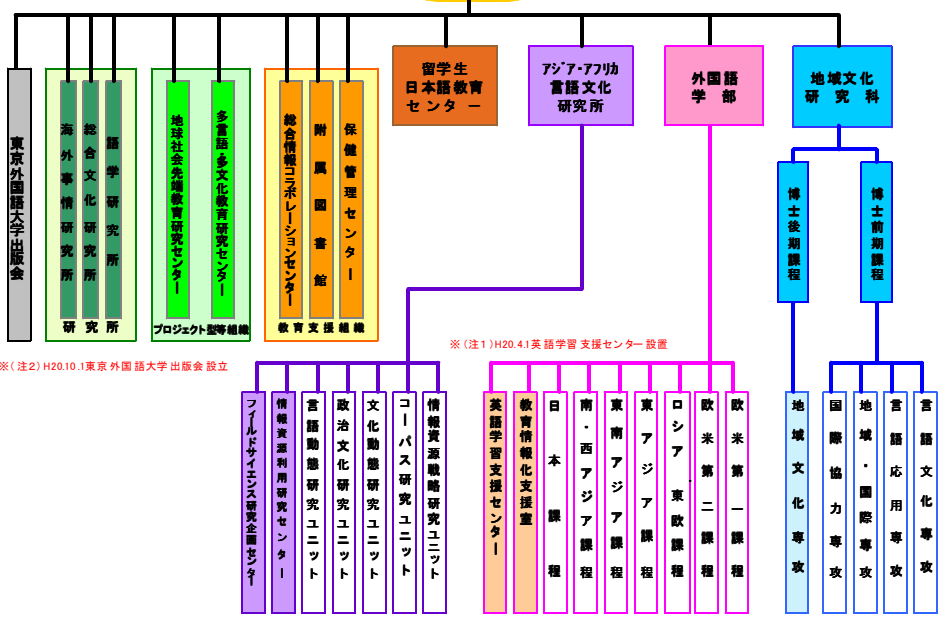 留学生
日本語教育
センター
アジア・アフリカ
言語文化
研究所
外国語
学部
地域文化
研究科
東京外国語大学出版会
海外事情研究所
総合文化研究所
語学研究所
研究所
地球社会先端教育研究センター
多言語・多文化教育研究センター
プロジェクト型等組織
総合情報コラボレーションセンター
附属図書館
保健管理センター
教育支援組織
博士後期課程
博士前期課程
※(注1)H20.4.1英語学習支援センター設置
※(注2)H20.10.1東京外国語大学出版会設立
フィールドサイエンス研究企画センター
情報資源利用研究センター
言語動態研究ユニット
政治文化研究ユニット
文化動態研究ユニット
コーパス研究ユニット
情報資源戦略研究ユニット
英語学習支援センター
教育情報化支援室
日本課程
南・西アジア課程
東南アジア課程
東アジア課程
ロシア・東欧課程
欧米第二課程
欧米第一課程
地域文化専攻
国際協力専攻
地域・国際専攻
言語応用専攻
言語文化専攻